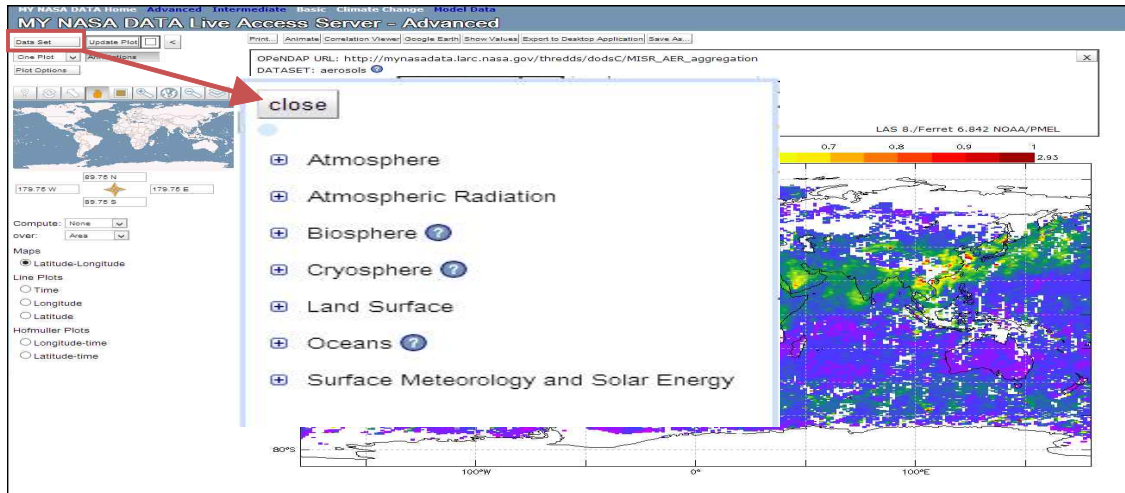 MY NASA DATA Home Advanced Intermediate Basic Climate Change Model Data
MY NASA DATA Live Access Server - Advanced
Data Set Update Plot <
Print... Animate Correlation Viewer Google Earth Show Values Export to Desktop Application Save As...
One Plot Annotations
Plot Options
OPeNDAP URL: http://mynasadata.larc.nasa.gov/thredds/dodsC/MISR_AER_aggregation
X
DATASET: aerosols ?
close
LAS 8./Ferret 6.842 NOAA/PMEL
Atmosphere
Atmospheric Radiation
Biosphere ?
Cryosphere ?
Land Surface
Oceans ?
Surface Meteorology and Solar Energy
89.75 N
179.75 W 179.75 E
89.75 S
Compute: None
over: Area
Maps
Latitude-Longitude
Line Plots
Time
Longitude
Latitude
Hofmuller Plots
Longitude-time
Latitude-time
0.7 0.8 0.9 1
2.93
80°S
100°W 0° 100°E